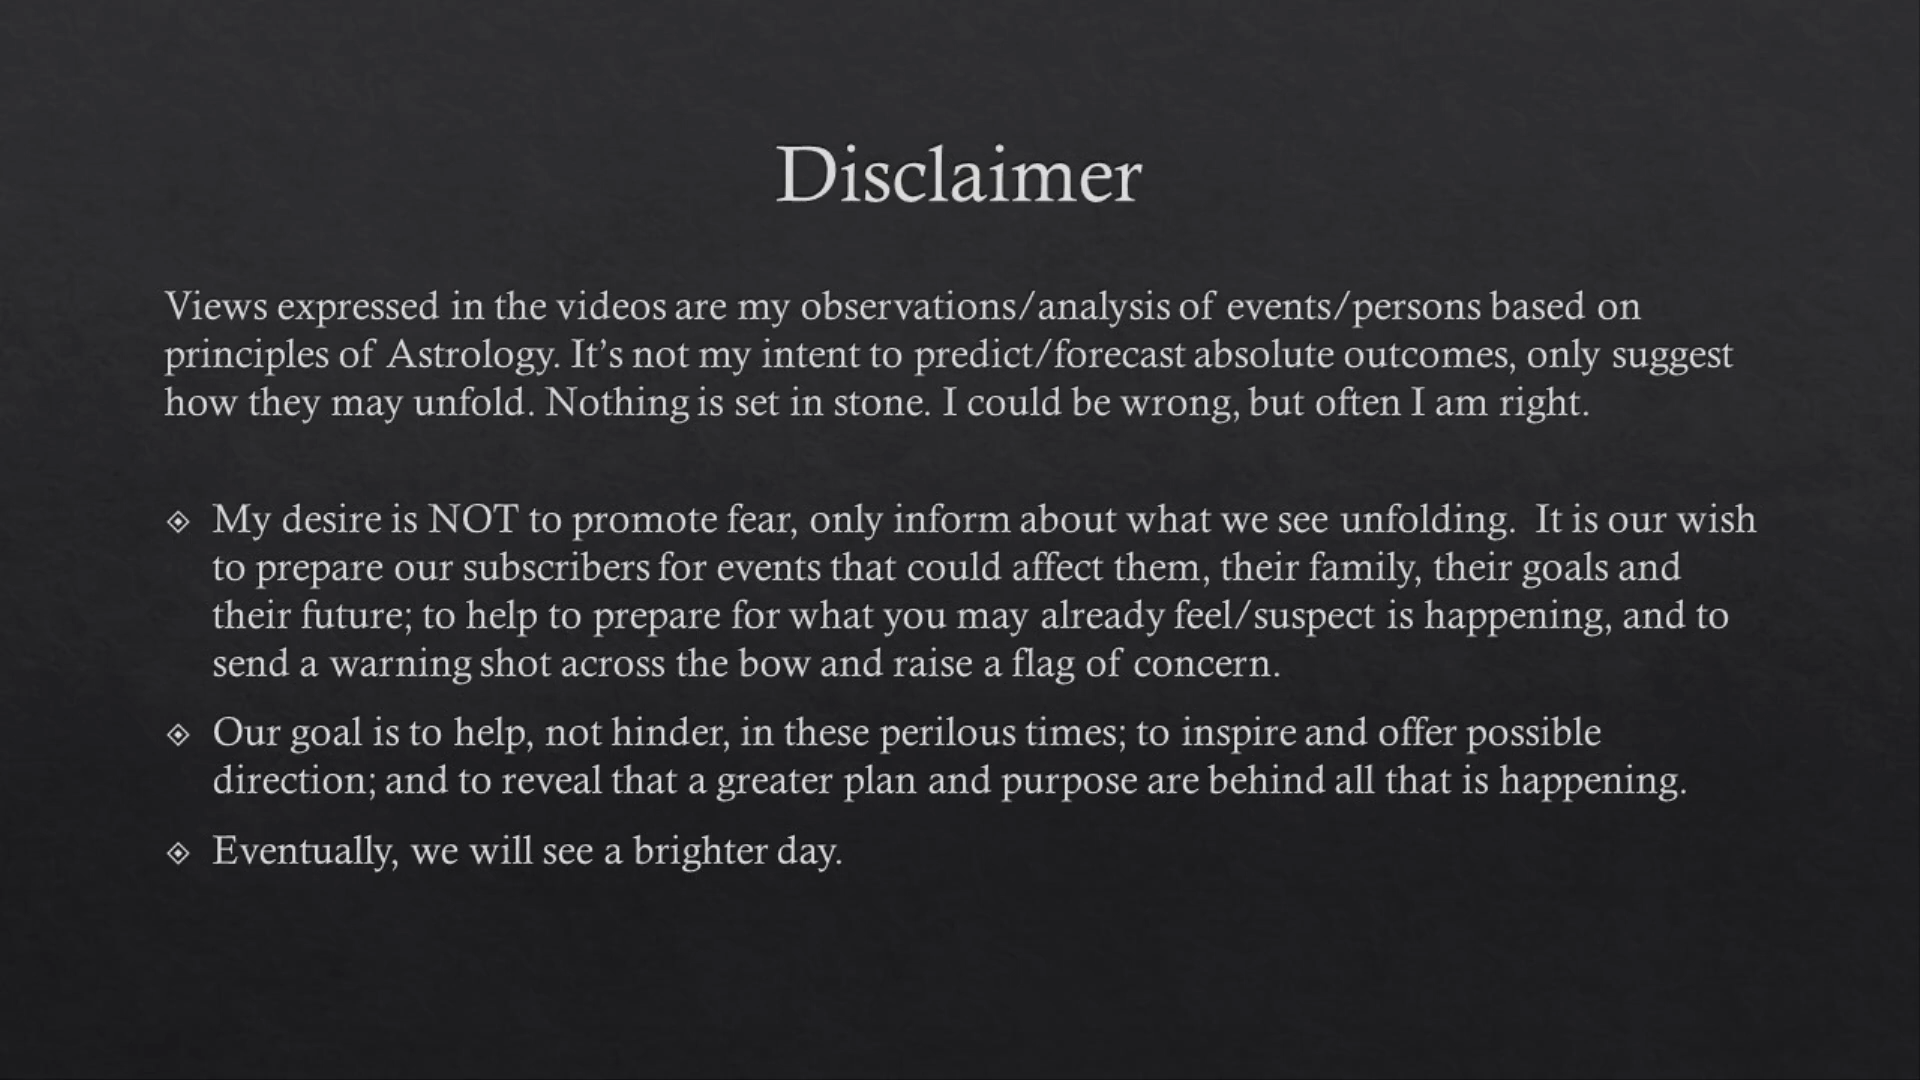 Disclaimer
Views expressed in the videos are my observations/analysis of events/persons based on
principles of Astrology. It’s not my intent to predict/forecast absolute outcomes, only suggest
how they may unfold. Nothing is set in stone. I could be wrong, but often I am right.
My desire is NOT to promote fear, only inform about what we see unfolding.  It is our wish
to prepare our subscribers for events that could affect them, their family, their goals and
their future; to help to prepare for what you may already feel/suspect is happening, and to
send a warning shot across the bow and raise a flag of concern.
Our goal is to help, not hinder, in these perilous times; to inspire and offer possible
direction; and to reveal that a greater plan and purpose are behind all that is happening.
Eventually, we will see a brighter day.